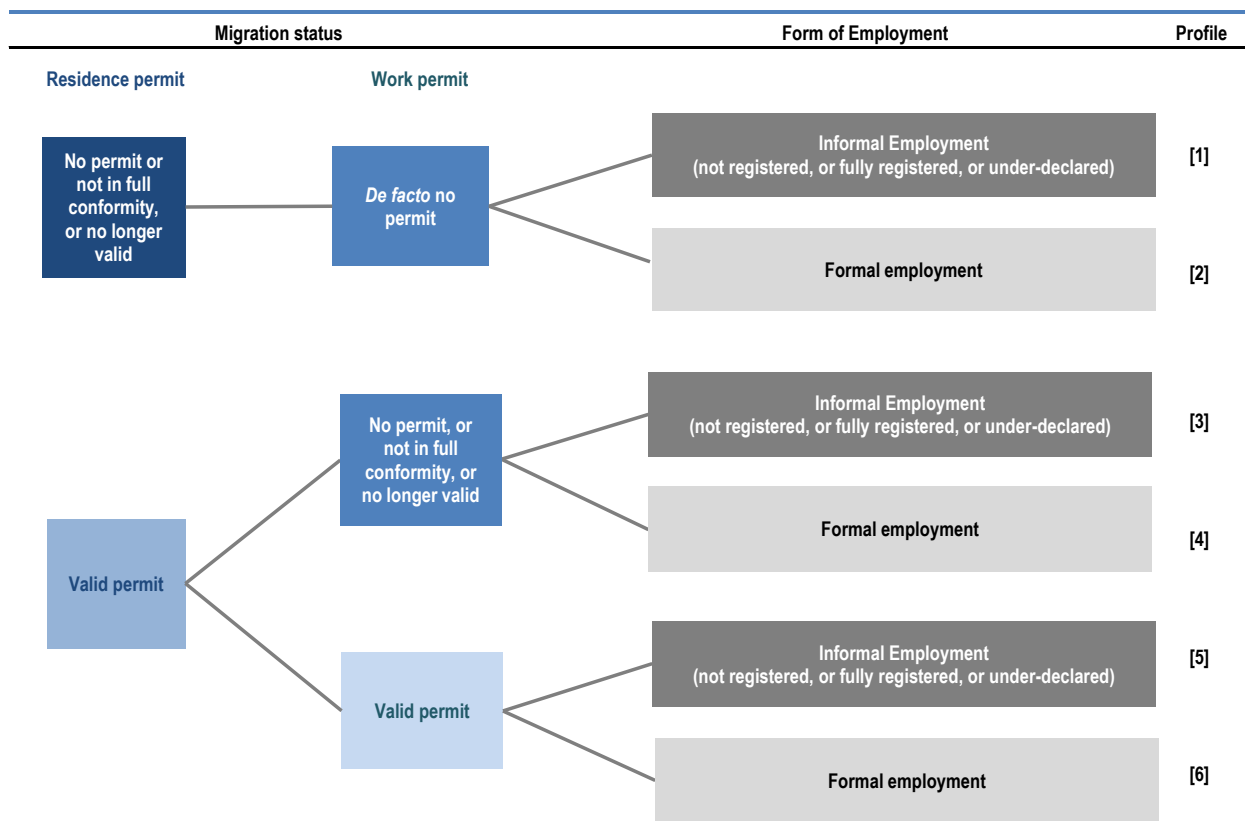 Migration status Form of Employment Profile
Residence permit Work permit
No permit or
not in full
conformity,
or no longer
valid
De facto no
permit
Informal Employment
(not registered, or fully registered, or under-declared)
[1]
Formal employment
[2]
Valid permit
No permit, or
not in full
conformity, or
no longer valid
Informal Employment
(not registered, or fully registered, or under-declared)
[3]
Formal employment
[4]
Valid permit
Informal Employment
(not registered, or fully registered, or under-declared)
[5]
Formal employment
[6]